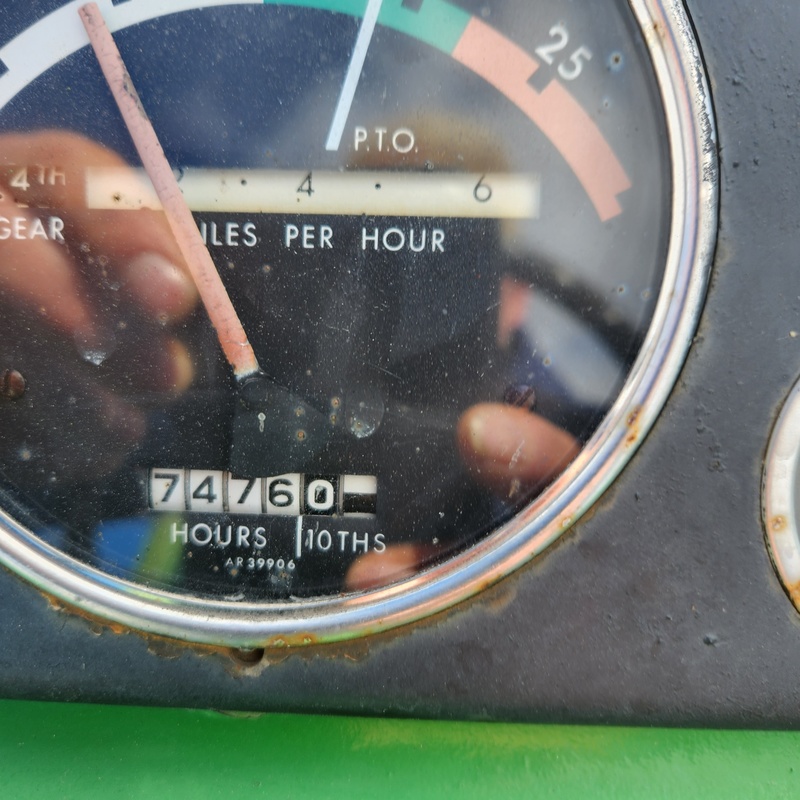 25
P.T.O.
4TH 4 6
GEAR ILES PER HOUR
74760
HOURS 10THS
AR39906